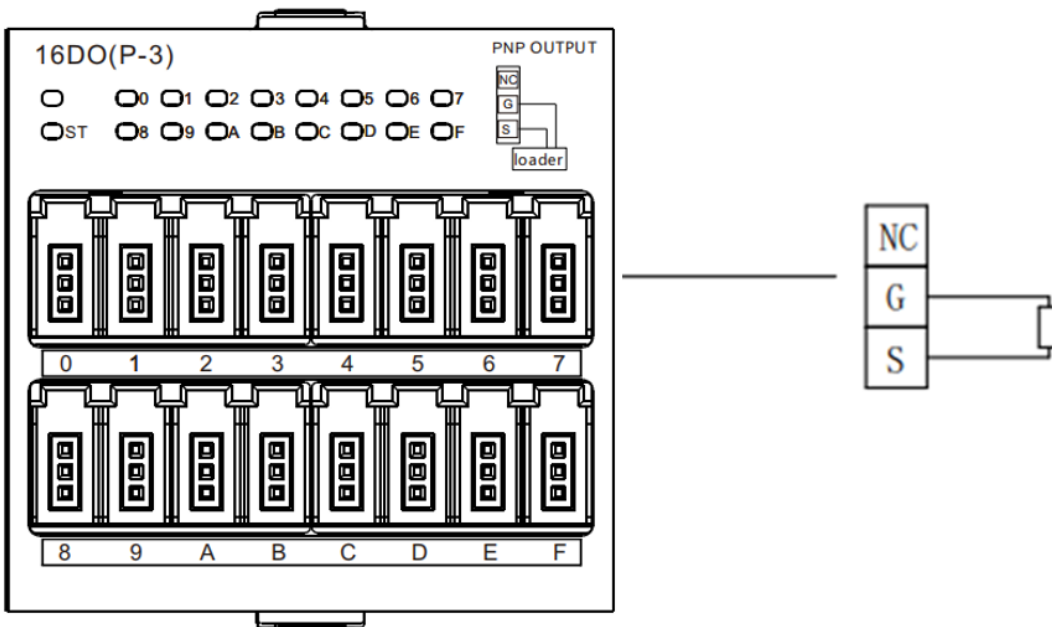 16DO(P-3)
PNP OUTPUT
NC
G
S
loader
0 1 2 3 4 5 6 7
ST 8 9 A B C D E F
0 1 2 3 4 5 6 7
8 9 A B C D E F
NC
G
S